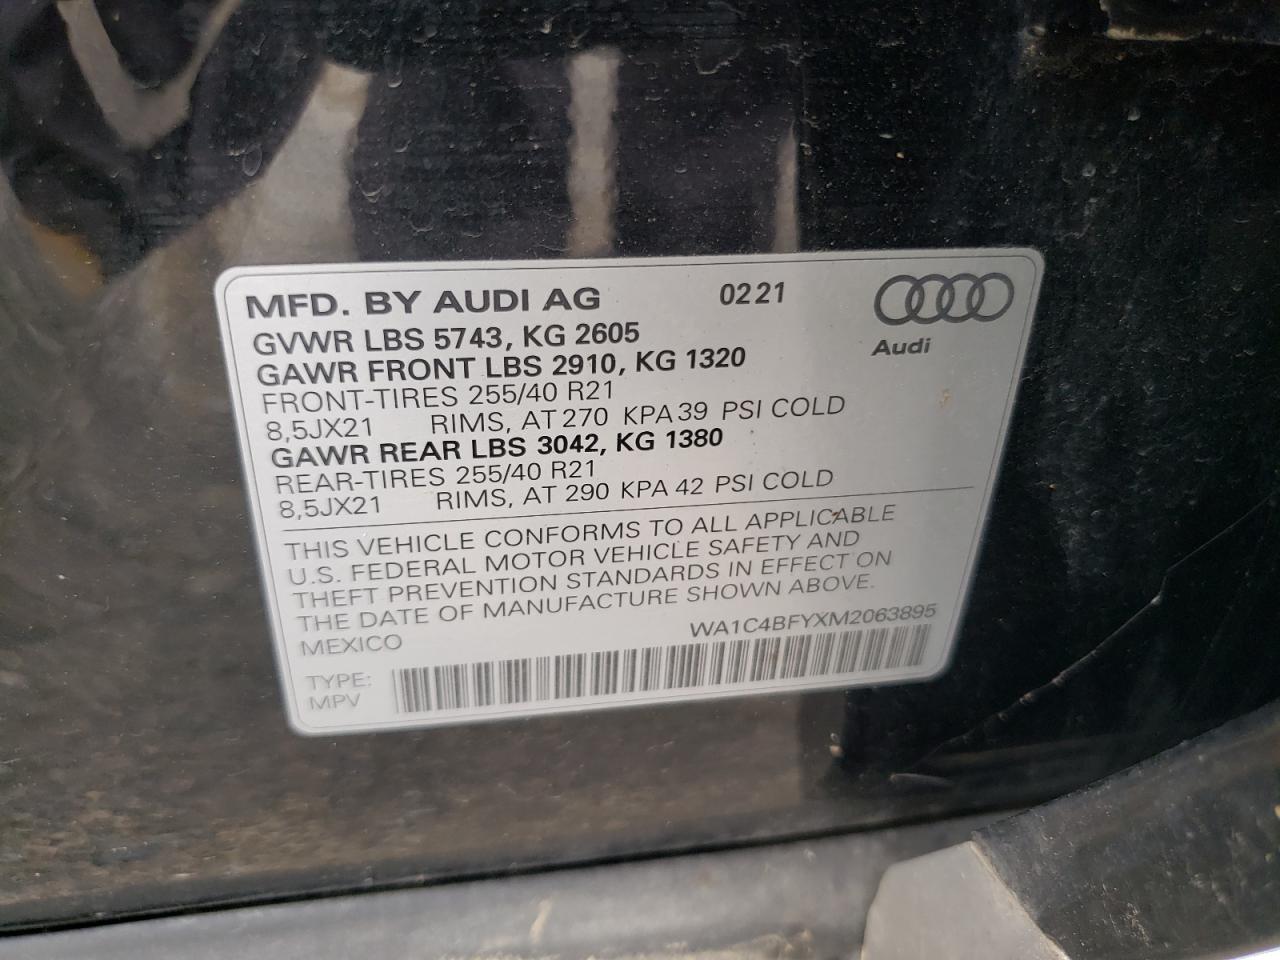 MFD. BY AUDI AG 02 21
Audi
GVWR LBS 5743, KG 2605
GAWR FRONT LBS 2910, KG 1320
FRONT-TIRES 255/40 R21
8,5JX21 RIMS, AT 270 KPA 39 PSI COLD
GAWR REAR LBS 3042, KG 1380
REAR-TIRES 255/40 R21
8,5JX21 RIMS, AT 290 KPA 42 PSI COLD
THIS VEHICLE CONFORMS TO ALL APPLICABLE
U.S. FEDERAL MOTOR VEHICLE SAFETY AND
THEFT PREVENTION STANDARDS IN EFFECT ON
THE DATE OF MANUFACTURE SHOWN ABOVE.
MEXICO WA1C4BFYXM2063895
TYPE:
MPV